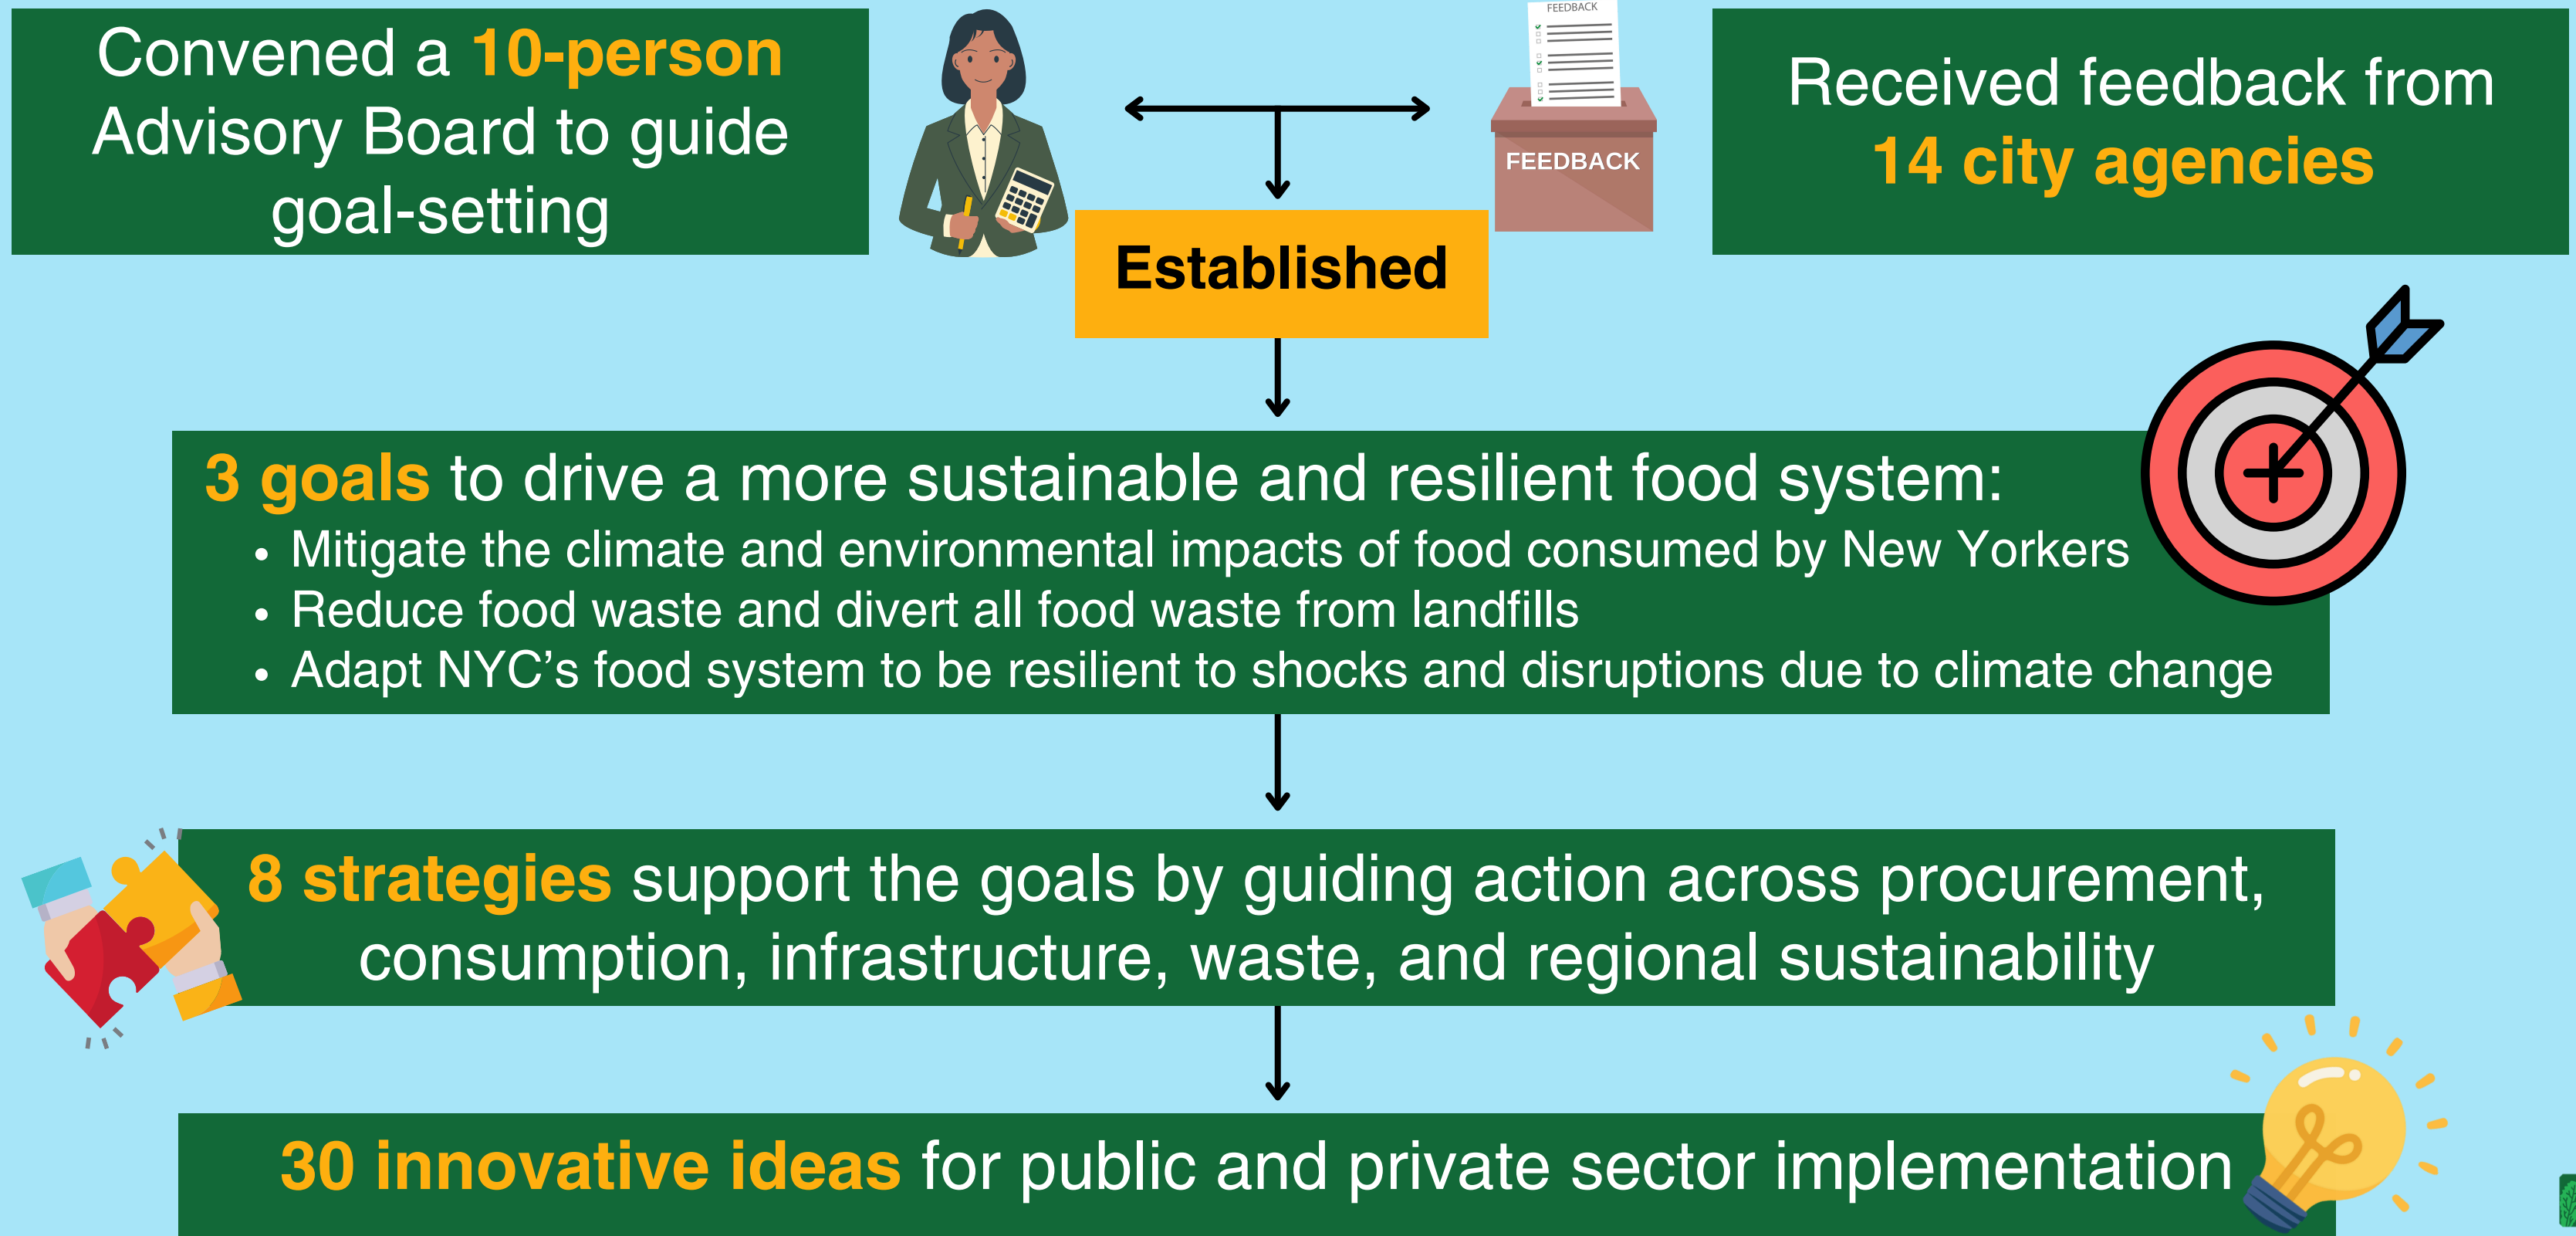 Convened a 10-person
Advisory Board to guide
goal-setting
FEEDBACK
FEEDBACK
Received feedback from
14 city agencies
Established
3 goals to drive a more sustainable and resilient food system:
• Mitigate the climate and environmental impacts of food consumed by New Yorkers
• Reduce food waste and divert all food waste from landfills
• Adapt NYC’s food system to be resilient to shocks and disruptions due to climate change
8 strategies support the goals by guiding action across procurement,
consumption, infrastructure, waste, and regional sustainability
30 innovative ideas for public and private sector implementation